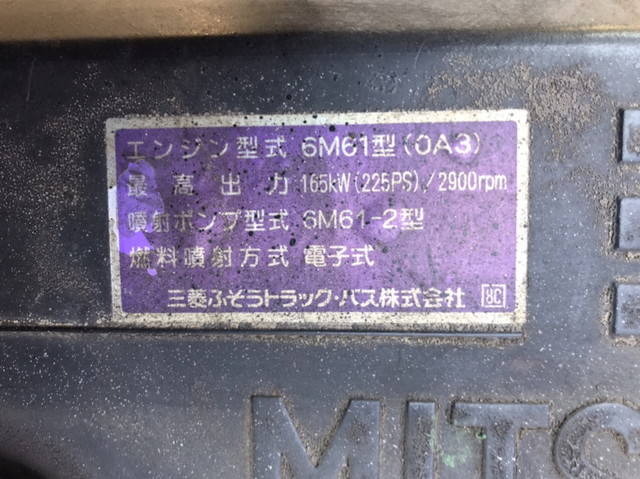 エンジン型式 6M61型(0A3)
最高出力 165kW(225PS)/2900rpm
噴射ポンプ型式 6M61-2型
燃料噴射方式 電子式
三菱ふそうトラック・バス株式会社 8C
MITS